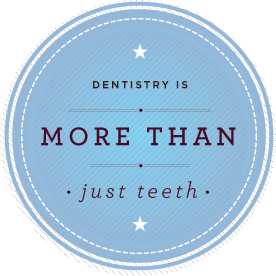 DENTISTRY IS
MORE THAN
· just teeth ·